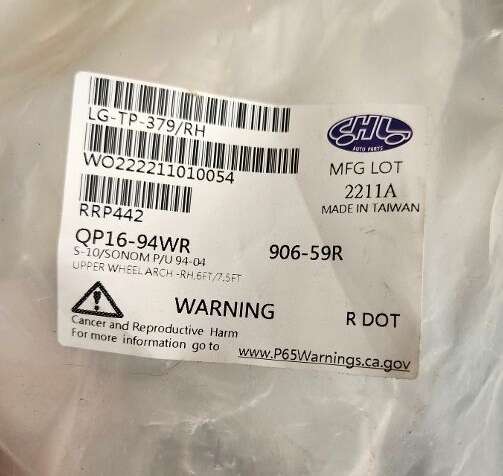 LG-TP-379/RH
CHL
AUTO PARTS
WO222211010054
MFG LOT
2211A
MADE IN TAIWAN
RRP442
QP16-94WR
906-59R
S-10/SONOM P/U 94-04
UPPER WHEEL ARCH -RH,6FT/7.5FT
WARNING
R DOT
Cancer and Reproductive Harm
For more information go to www.P65Warnings.ca.gov